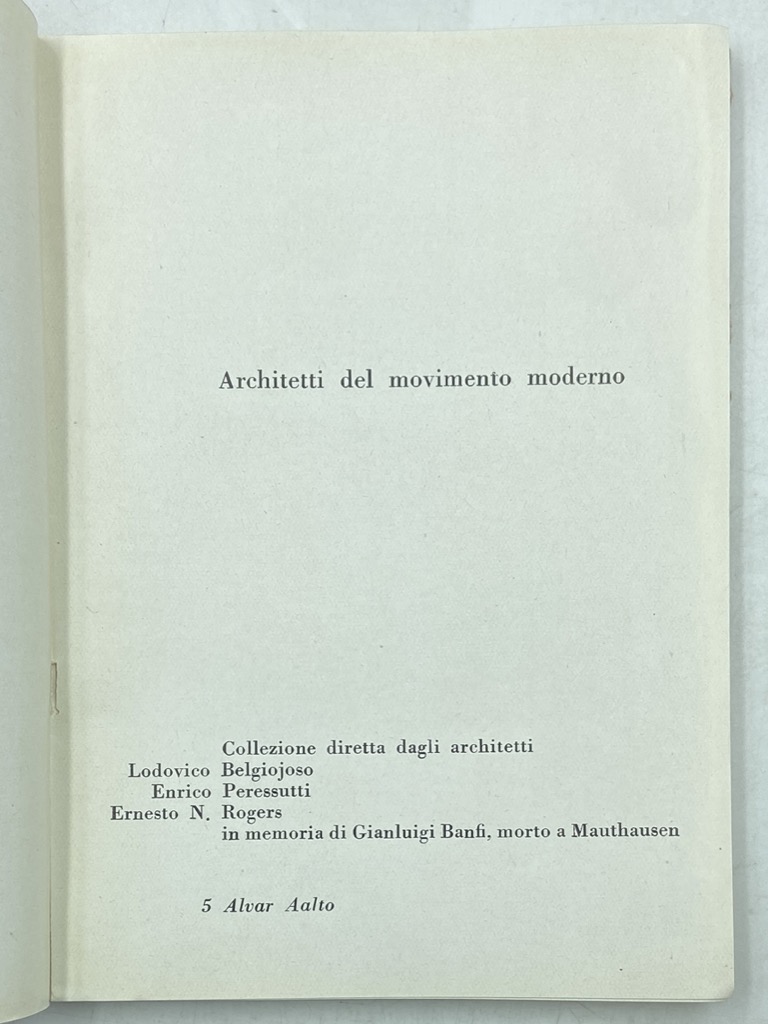 Architetti del movimento moderno
Collezione diretta dagli architetti
Lodovico Belgiojoso
Enrico Peressutti
Ernesto N. Rogers
in memoria di Gianluigi Banfi, morto a Mauthausen
5 Alvar Aalto